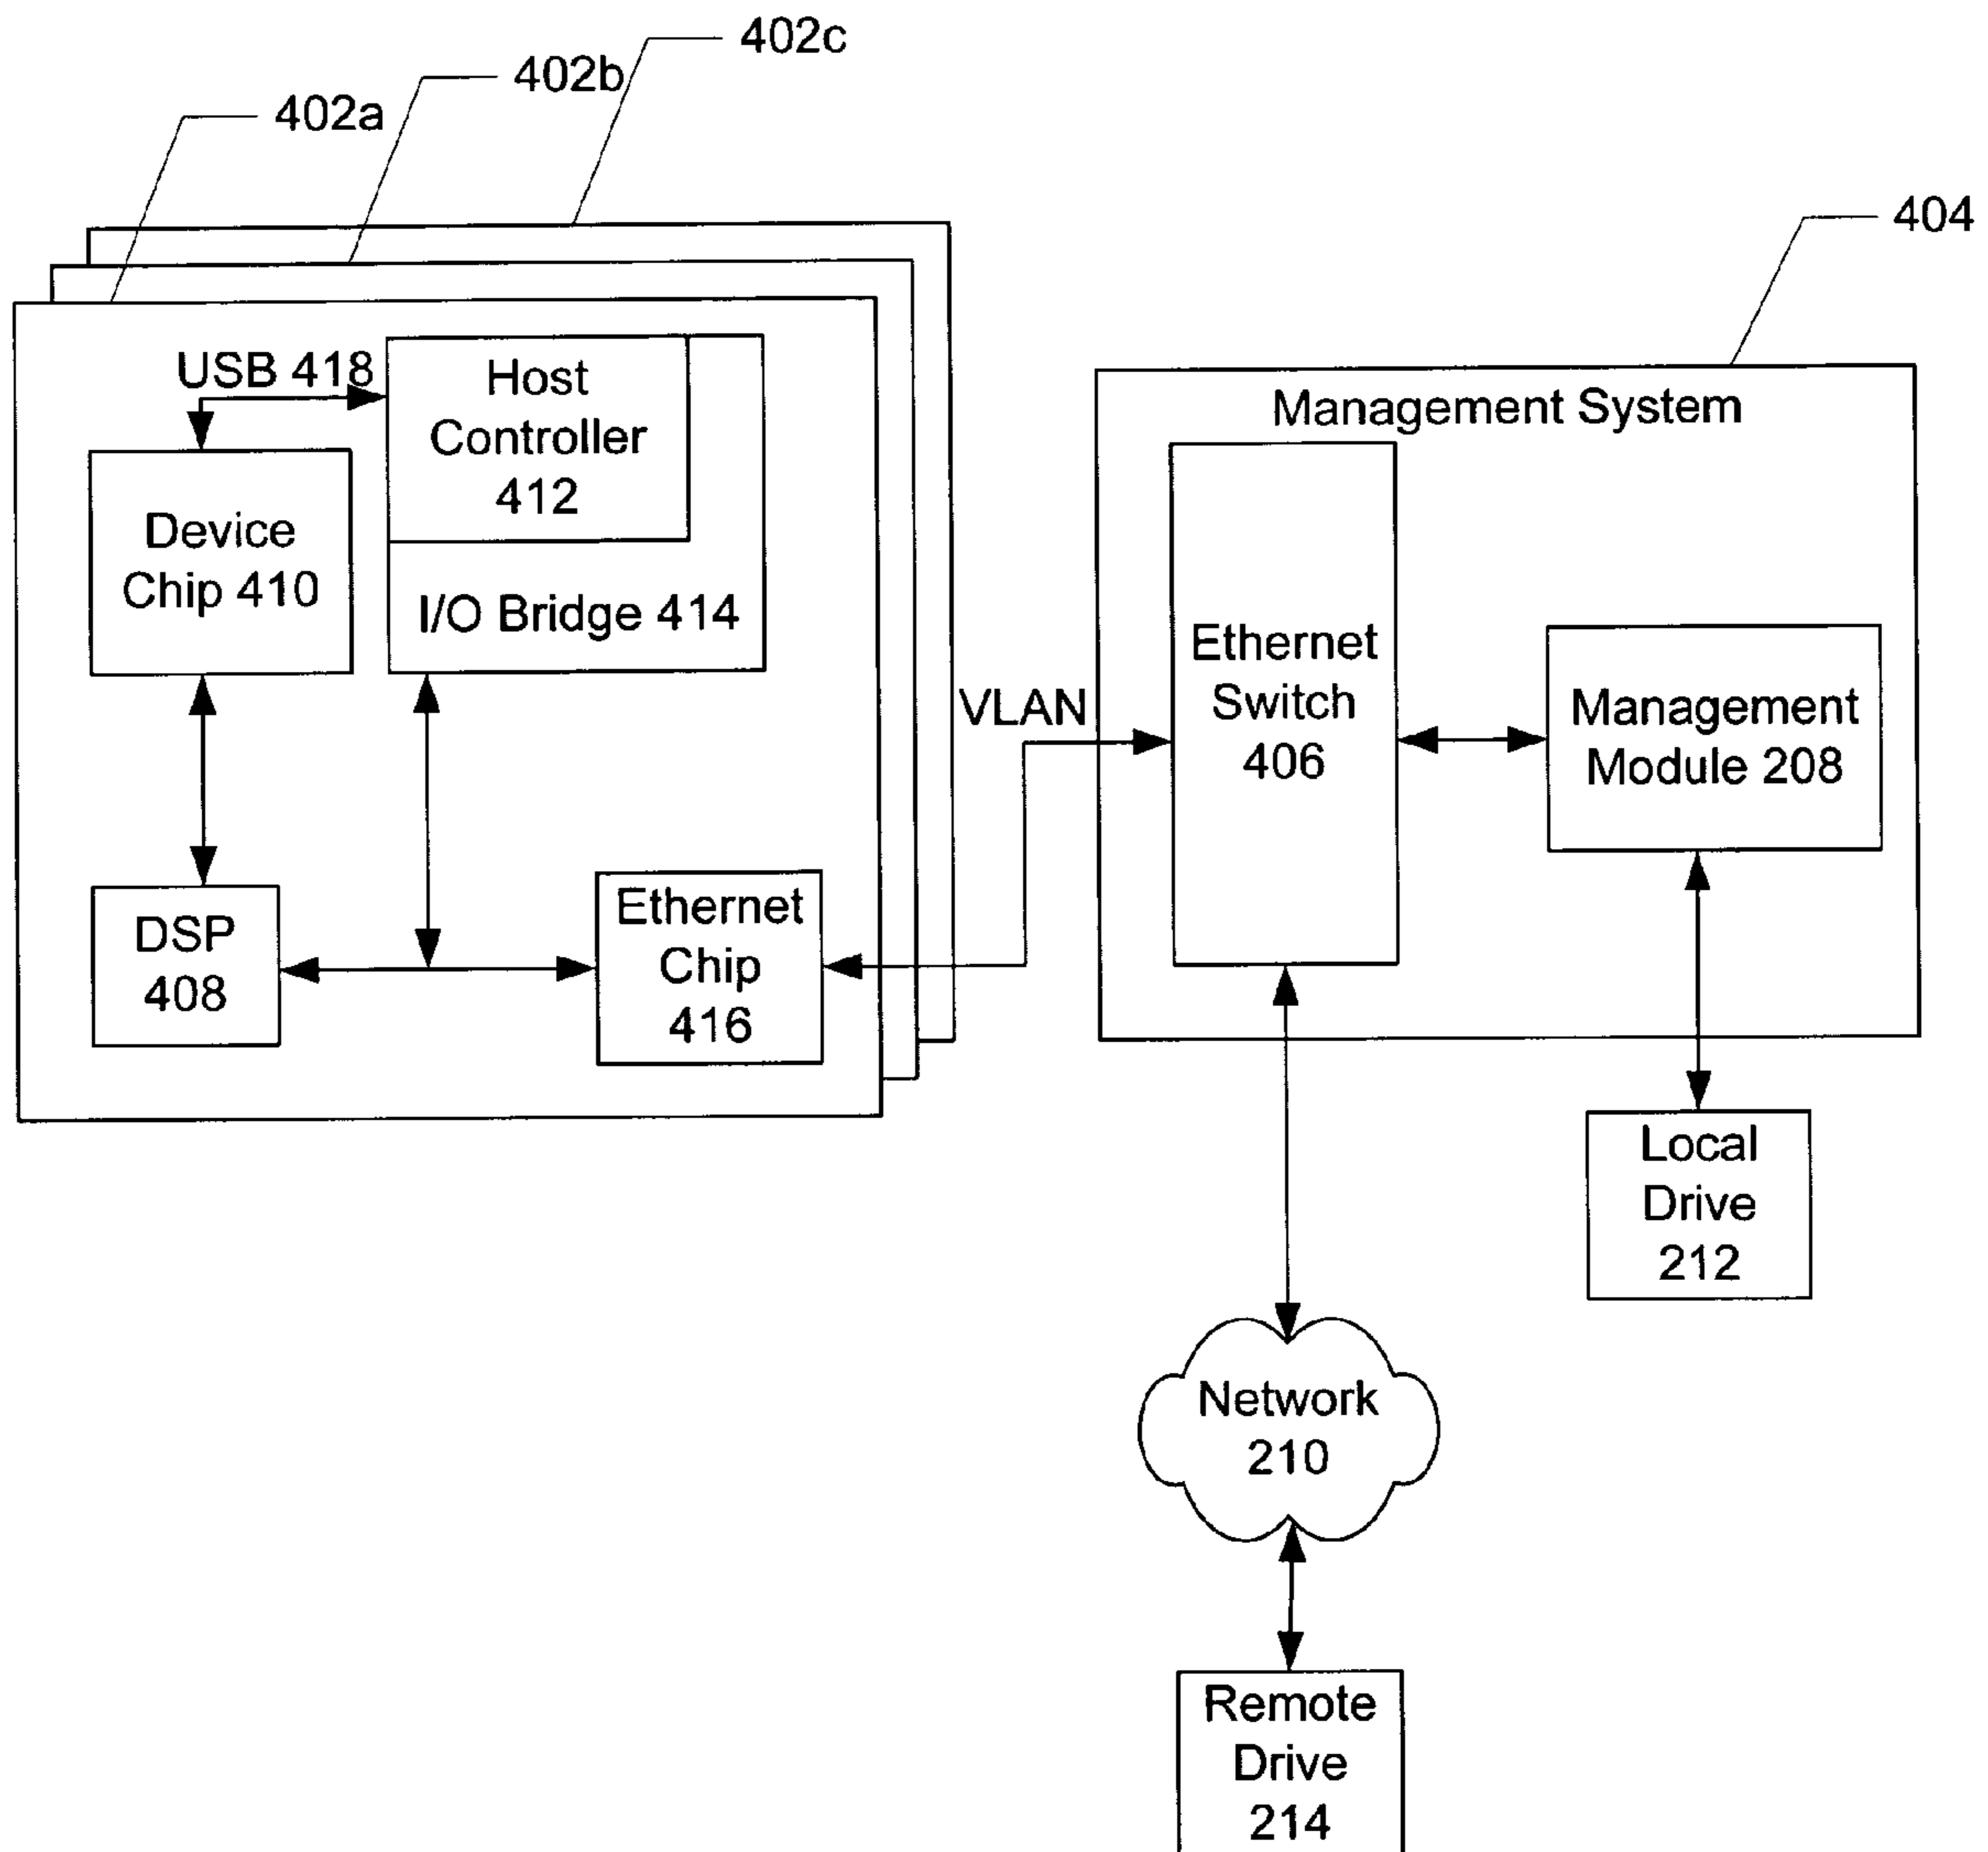 402c
402b
402a
404
USB 418
Host
Controller
412
Device
Chip 410
I/O Bridge 414
DSP
408
Ethernet
Chip
416
VLAN
Management System
Ethernet
Switch
406
Management
Module 208
Local
Drive
212
Network
210
Remote
Drive
214